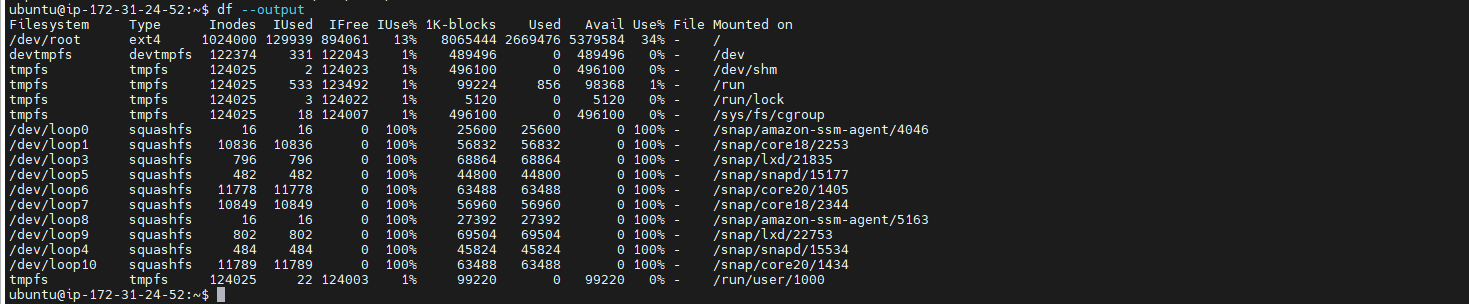 ubuntu@ip-172-31-24-52:~$ df --output
Filesystem     Type     Inodes  IUsed  IFree IUse% 1K-blocks    Used   Avail Use% File Mounted on
/dev/root      ext4     1024000 129939 894061   13%   8065444 2669476 5379584  34% -    /
devtmpfs       devtmpfs  122374    331 122043    1%    489496       0  489496   0% -    /dev
tmpfs          tmpfs     124025      2 124023    1%    496100       0  496100   0% -    /dev/shm
tmpfs          tmpfs     124025    533 123492    1%     99224     856   98368   1% -    /run
tmpfs          tmpfs     124025      3 124022    1%      5120       0    5120   0% -    /run/lock
tmpfs          tmpfs     124025     18 124007    1%    496100       0  496100   0% -    /sys/fs/cgroup
/dev/loop0     squashfs      16     16      0  100%     25600   25600       0 100% -    /snap/amazon-ssm-agent/4046
/dev/loop1     squashfs   10836  10836      0  100%     56832   56832       0 100% -    /snap/core18/2253
/dev/loop3     squashfs     796    796      0  100%     68864   68864       0 100% -    /snap/lxd/21835
/dev/loop5     squashfs     482    482      0  100%     44800   44800       0 100% -    /snap/snapd/15177
/dev/loop6     squashfs   11778  11778      0  100%     63488   63488       0 100% -    /snap/core20/1405
/dev/loop7     squashfs   10849  10849      0  100%     56960   56960       0 100% -    /snap/core18/2344
/dev/loop8     squashfs      16     16      0  100%     27392   27392       0 100% -    /snap/amazon-ssm-agent/5163
/dev/loop9     squashfs     802    802      0  100%     69504   69504       0 100% -    /snap/lxd/22753
/dev/loop4     squashfs     484    484      0  100%     45824   45824       0 100% -    /snap/snapd/15534
/dev/loop10    squashfs   11789  11789      0  100%     63488   63488       0 100% -    /snap/core20/1434
tmpfs          tmpfs     124025     22 124003    1%     99220       0   99220   0% -    /run/user/1000
ubuntu@ip-172-31-24-52:~$